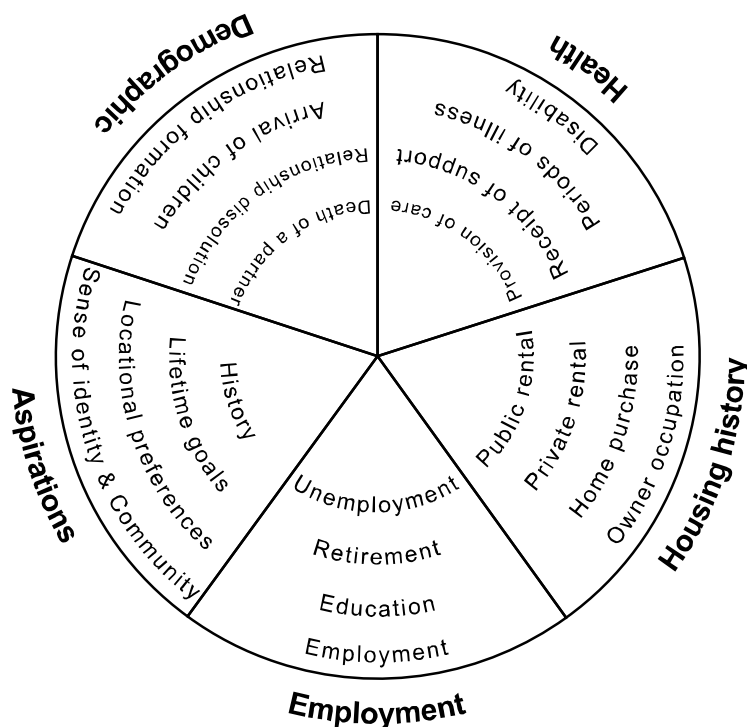 Demographic
Relationship formation
Arrival of children
Relationship dissolution
Death of a partner
Health
Disability
Periods of illness
Receipt of support
Provision of care
Housing history
Public rental
Private rental
Home purchase
Owner occupation
Employment
Unemployment
Retirement
Education
Employment
Aspirations
Sense of identity & Community
Locational preferences
Lifetime goals
History